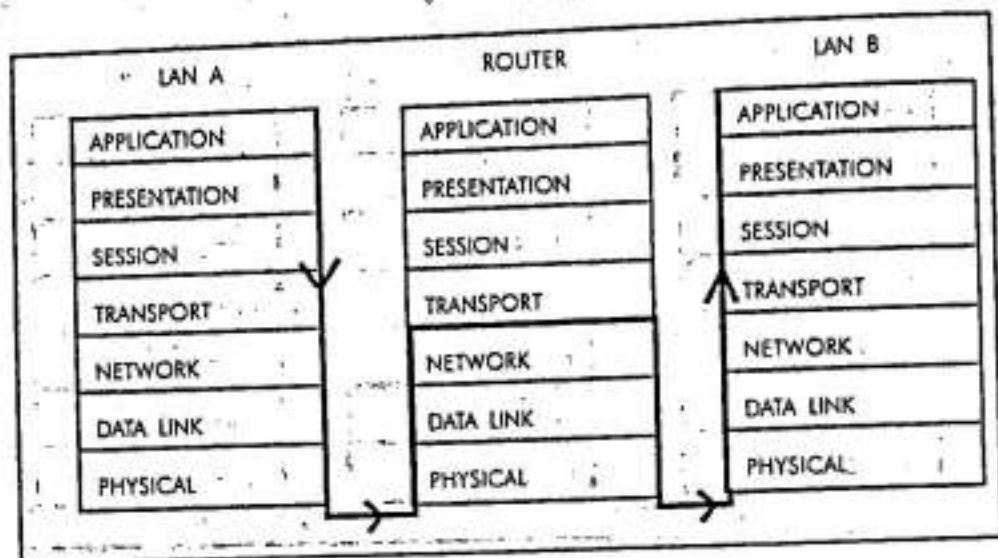 LAN A
APPLICATION
PRESENTATION
SESSION
TRANSPORT
NETWORK
DATA LINK
PHYSICAL
ROUTER
APPLICATION
PRESENTATION
SESSION
TRANSPORT
NETWORK
DATA LINK
PHYSICAL
LAN B
APPLICATION
PRESENTATION
SESSION
TRANSPORT
NETWORK
DATA LINK
PHYSICAL